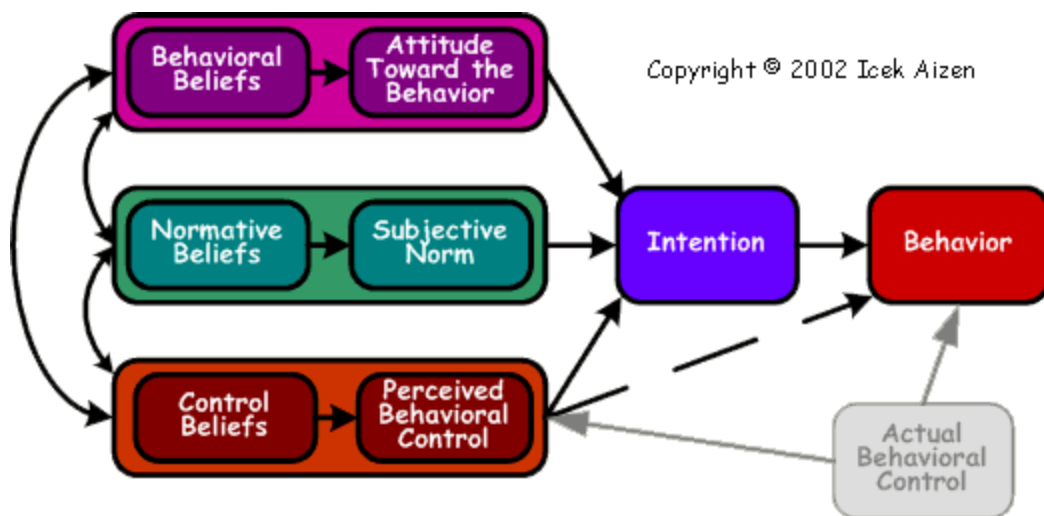 Behavioral
Beliefs
Attitude
Toward the
Behavior
Copyright © 2002 Icek Aizen
Normative
Beliefs
Subjective
Norm
Intention
Behavior
Control
Beliefs
Perceived
Behavioral
Control
Actual
Behavioral
Control